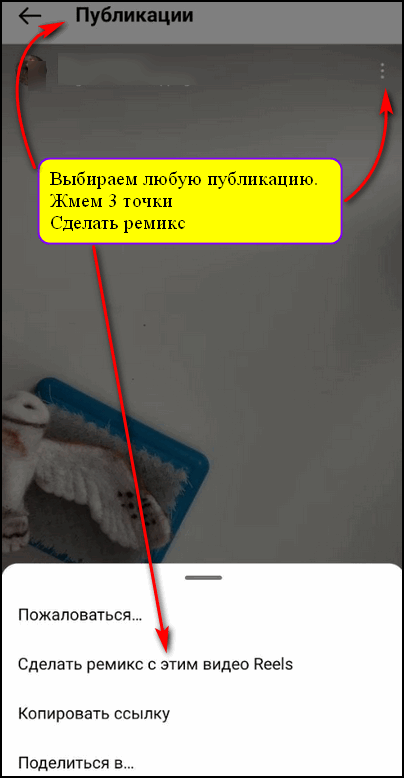 Публикации
Выбираем любую публикацию.
Жмем 3 точки
Сделать ремикс
Пожаловаться...
Сделать ремикс с этим видео Reels
Копировать ссылку
Поделиться в...